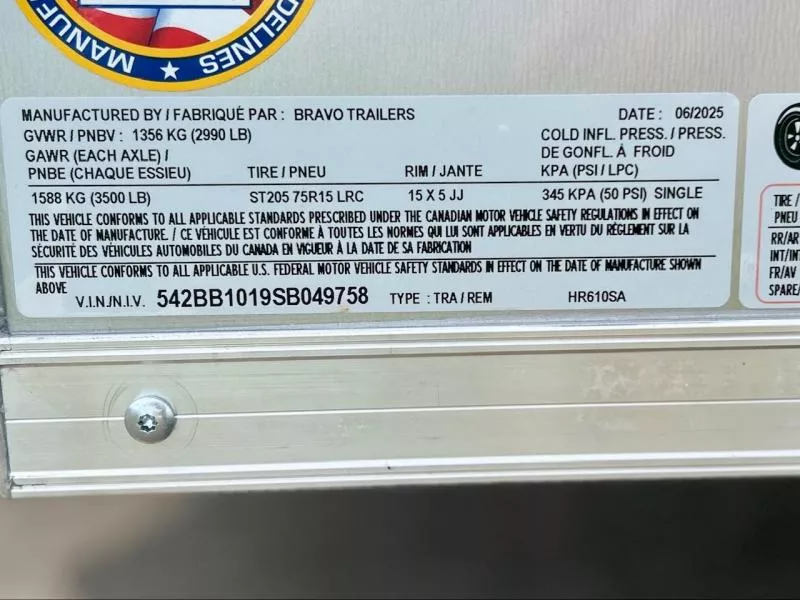 MANUF
DELINES
MANUFACTURED BY / FABRIQUÉ PAR : BRAVO TRAILERS DATE : 06/2025
GVWR / PNBV : 1356 KG (2990 LB) COLD INFL. PRESS. / PRESS.
GAWR (EACH AXLE) / DE GONFL. À FROID
PNBE (CHAQUE ESSIEU) TIRE / PNEU RIM / JANTE KPA (PSI / LPC)
1588 KG (3500 LB) ST205 75R15 LRC 15 X 5 JJ 345 KPA (50 PSI) SINGLE
THIS VEHICLE CONFORMS TO ALL APPLICABLE STANDARDS PRESCRIBED UNDER THE CANADIAN MOTOR VEHICLE SAFETY REGULATIONS IN EFFECT ON
THE DATE OF MANUFACTURE. / CE VÉHICULE EST CONFORME À TOUTES LES NORMES QUI LUI SONT APPLICABLES EN VERTU DU RÉGLEMENT SUR LA
SÉCURITÉ DES VÉHICULES AUTOMOBILES DU CANADA EN VIGUEUR À LA DATE DE SA FABRICATION
THIS VEHICLE CONFORMS TO ALL APPLICABLE U.S. FEDERAL MOTOR VEHICLE SAFETY STANDARDS IN EFFECT ON THE DATE OF MANUFACTURE SHOWN
ABOVE
V.I.N./N.I.V. 542BB1019SB049758 TYPE : TRA / REM HR610SA
TIRE /
PNEU
RR/AR
INT/INT
FR/AV
SPARE/